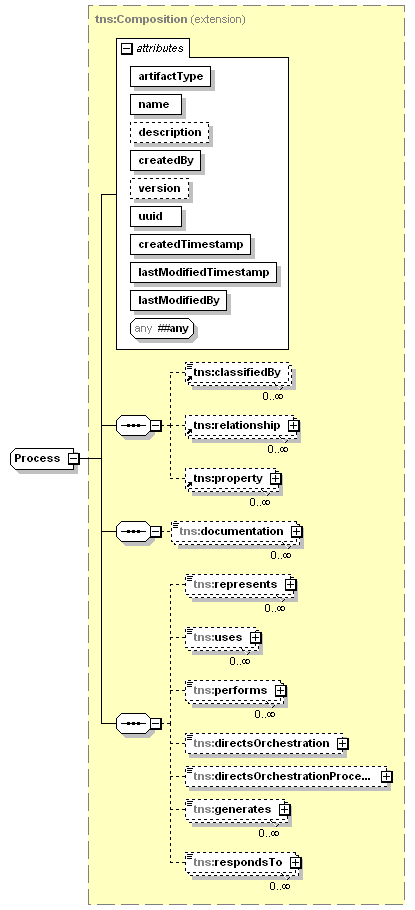 tns:Composition (extension)
attributes
artifactType
name
description
createdBy
version
uuid
createdTimestamp
lastModifiedTimestamp
lastModifiedBy
any ##any
tns:classifiedBy
0..∞
tns:relationship
0..∞
Process
tns:property
0..∞
tns:documentation
0..∞
tns:represents
0..∞
tns:uses
0..∞
tns:performs
0..∞
tns:directsOrchestration
tns:directsOrchestrationProce...
tns:generates
0..∞
tns:respondsTo
0..∞